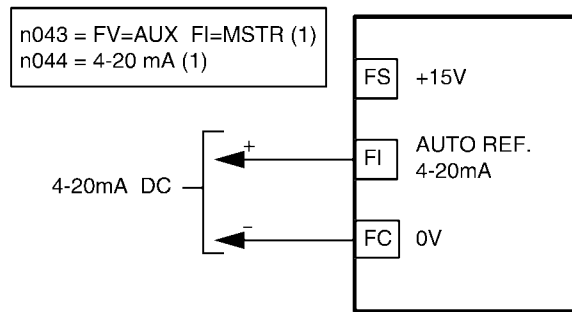 n043 = FV=AUX FI=MSTR (1)
n044 = 4-20 mA (1)
FS +15V
+
FI AUTO REF.
4-20mA
4-20mA DC
–
FC 0V